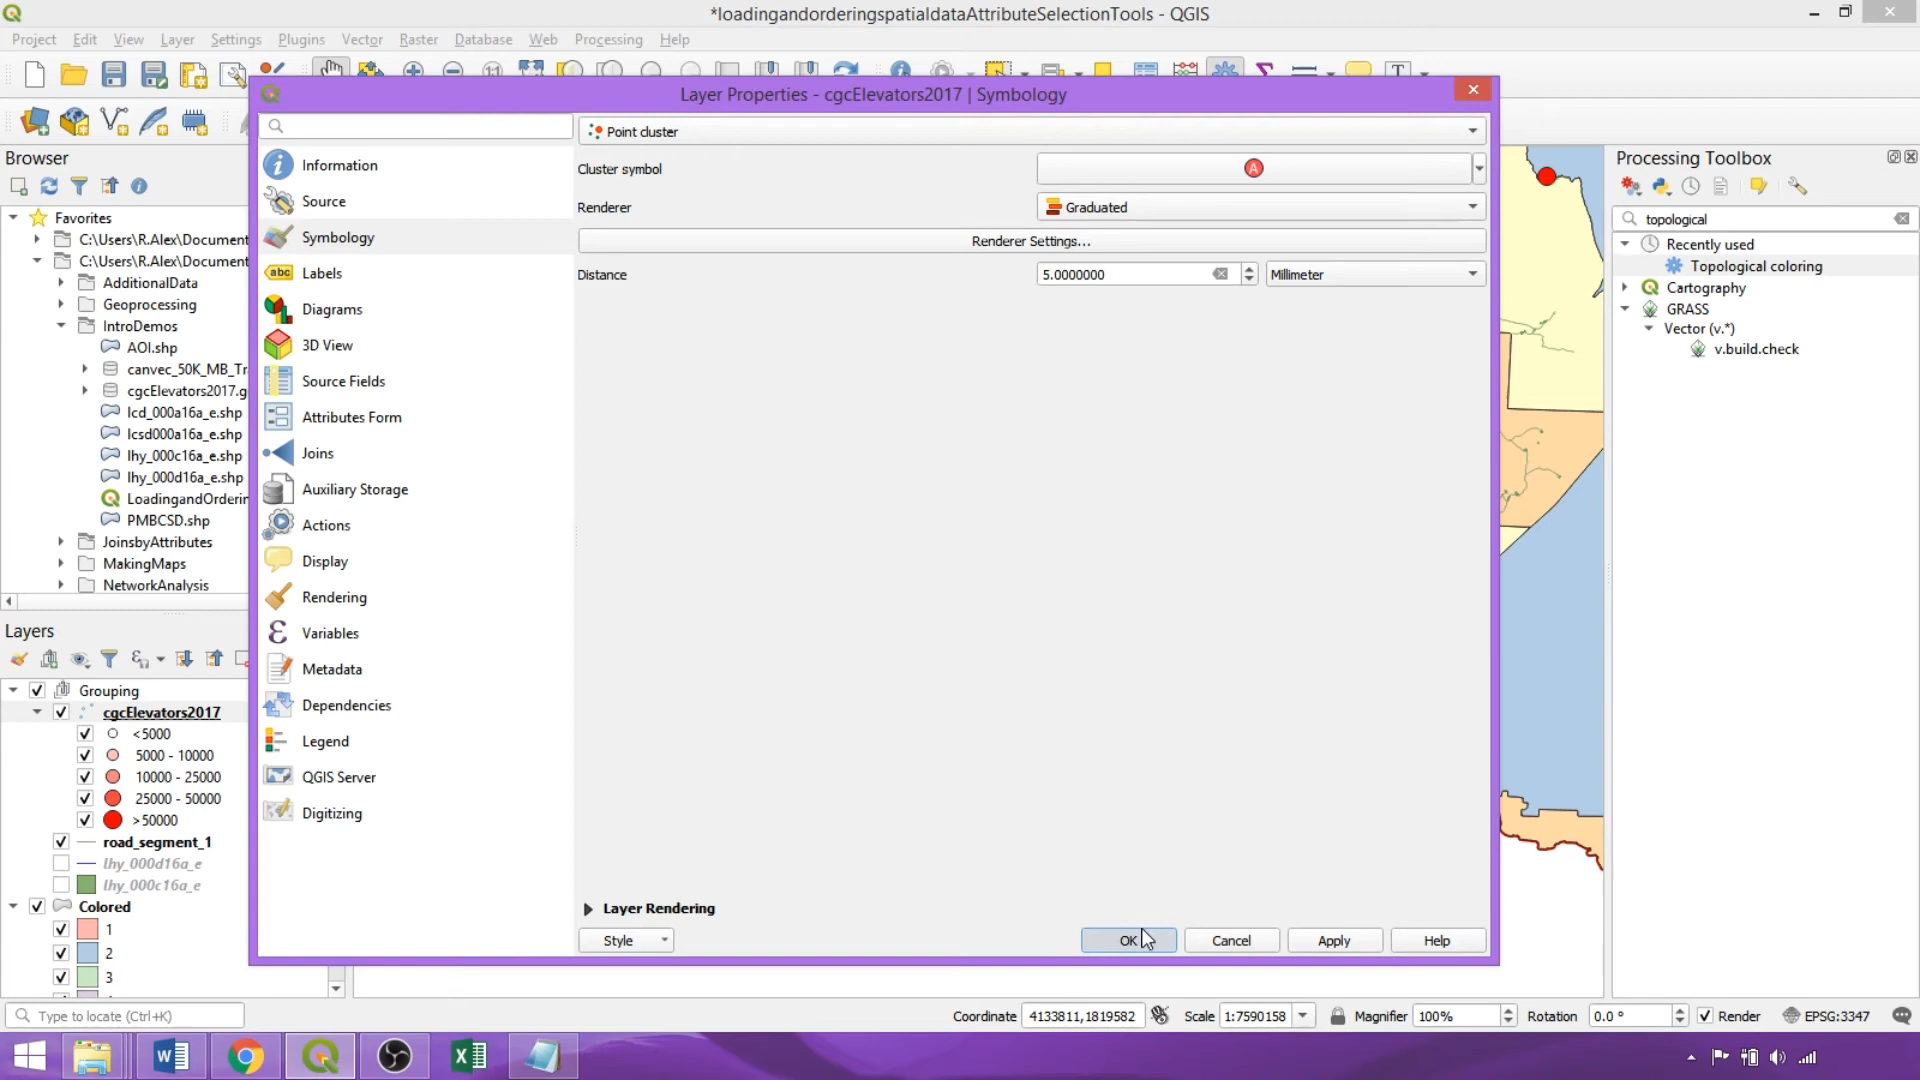 *loadingandorderingspatialdataAttributeSelectionTools - QGIS
Project Edit View Layer Settings Plugins Vector Raster Database Web Processing Help
Layer Properties - cgcElevators2017 | Symbology
Browser
Favorites
C:\Users\R.Alex\Document
C:\Users\R.Alex\Document
AdditionalData
Geoprocessing
IntroDemos
AOI.shp
canvec_50K_MB_Tr
cgcElevators2017.g
lcd_000a16a_e.shp
lcsd000a16a_e.shp
lhy_000c16a_e.shp
lhy_000d16a_e.shp
LoadingandOrderin
PMBCSD.shp
JoinsbyAttributes
MakingMaps
NetworkAnalysis
Layers
Grouping
cgcElevators2017
<5000
5000 - 10000
10000 - 25000
25000 - 50000
>50000
road_segment_1
lhy_000d16a_e
lhy_000c16a_e
Colored
1
2
3
Information
Source
Symbology
abc Labels
Diagrams
3D View
Source Fields
Attributes Form
Joins
Auxiliary Storage
Actions
Display
Rendering
Variables
Metadata
Dependencies
Legend
QGIS Server
Digitizing
Point cluster
Cluster symbol A
Renderer Graduated
Renderer Settings...
Distance 5.0000000 Millimeter
Layer Rendering
Style OK Cancel Apply Help
Processing Toolbox
topological
Recently used
Topological coloring
Cartography
GRASS
Vector (v.*)
v.build.check
Type to locate (Ctrl+K) Coordinate 4133811,1819582 Scale 1:7590158 Magnifier 100% Rotation 0.0 ° Render EPSG:3347